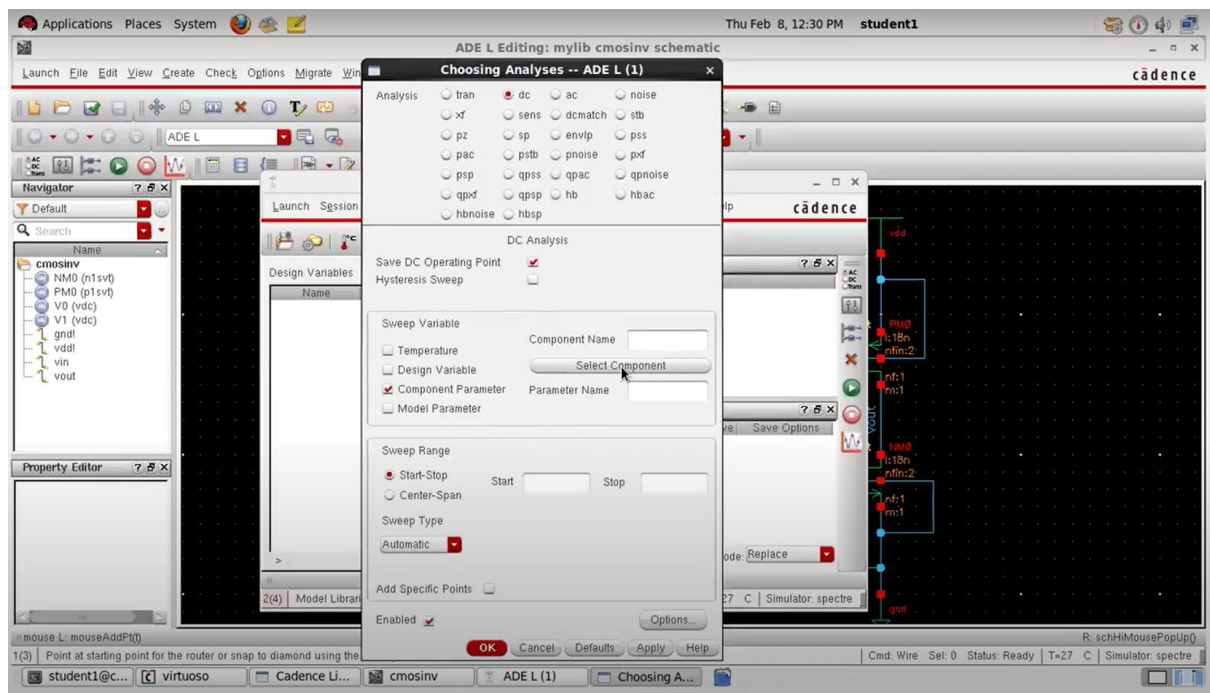 Applications Places System Thu Feb 8, 12:30 PM student1
ADE L Editing: mylib cmosinv schematic
Launch File Edit View Create Check Options Migrate Win
cādence
ADE L
Navigator
Default
Search
Name
cmosinv
NM0 (n1svt)
PM0 (p1svt)
V0 (vdc)
V1 (vdc)
gnd!
vdd!
vin
vout
Property Editor
Launch Session
lp
cādence
Design Variables
Name
>
2(4) Model Librari
Save Options
ode: Replace
27 C Simulator: spectre
Choosing Analyses -- ADE L (1)
Analysis tran dc ac noise
xf sens dcmatch stb
pz sp envlp pss
pac pstb pnoise pxf
psp qpss qpac qpnoise
qpxf qpsp hb hbac
hbnoise hbsp
DC Analysis
Save DC Operating Point
Hysteresis Sweep
Sweep Variable
Temperature
Design Variable
Component Parameter
Model Parameter
Component Name
Select Component
Parameter Name
Sweep Range
Start-Stop
Center-Span
Start Stop
Sweep Type
Automatic
Add Specific Points
Enabled
Options...
OK Cancel Defaults Apply Help
vdd
PM0
l:18n
nfin:2
nf:1
m:1
vout
NM0
l:18n
nfin:2
nf:1
m:1
gnd
mouse L: mouseAddPt(t) R: schHiMousePopUp()
1(3) Point at starting point for the router or snap to diamond using the Cmd: Wire Sel: 0 Status: Ready T=27 C Simulator: spectre
student1@c... virtuoso Cadence Li... cmosinv ADE L (1) Choosing A...